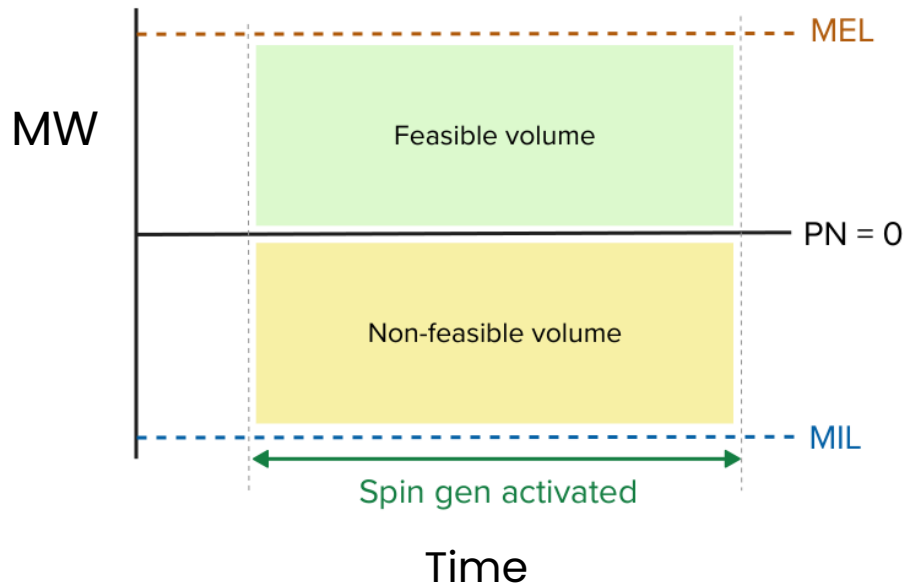 MEL
MW
Feasible volume
PN = 0
Non-feasible volume
MIL
Spin gen activated
Time